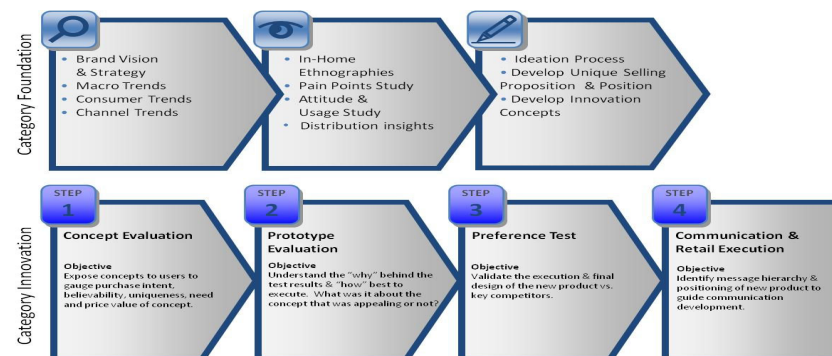 Category Foundation
• Brand Vision
& Strategy
• Macro Trends
• Consumer Trends
• Channel Trends
• In-Home
Ethnographies
• Pain Points Study
• Attitude &
Usage Study
• Distribution insights
• Ideation Process
• Develop Unique Selling
Proposition & Position
• Develop Innovation
Concepts
Category Innovation
STEP
1
Concept Evaluation
Objective
Expose concepts to users to
gauge purchase intent,
believability, uniqueness, need
and price value of concept.
STEP
2
Prototype
Evaluation
Objective
Understand the "why" behind the
test results & "how" best to
execute. What was it about the
concept that was appealing or not?
STEP
3
Preference Test
Objective
Validate the execution & final
design of the new product vs.
key competitors.
STEP
4
Communication &
Retail Execution
Objective
Identify message hierarchy &
positioning of new product to
guide communication
development.